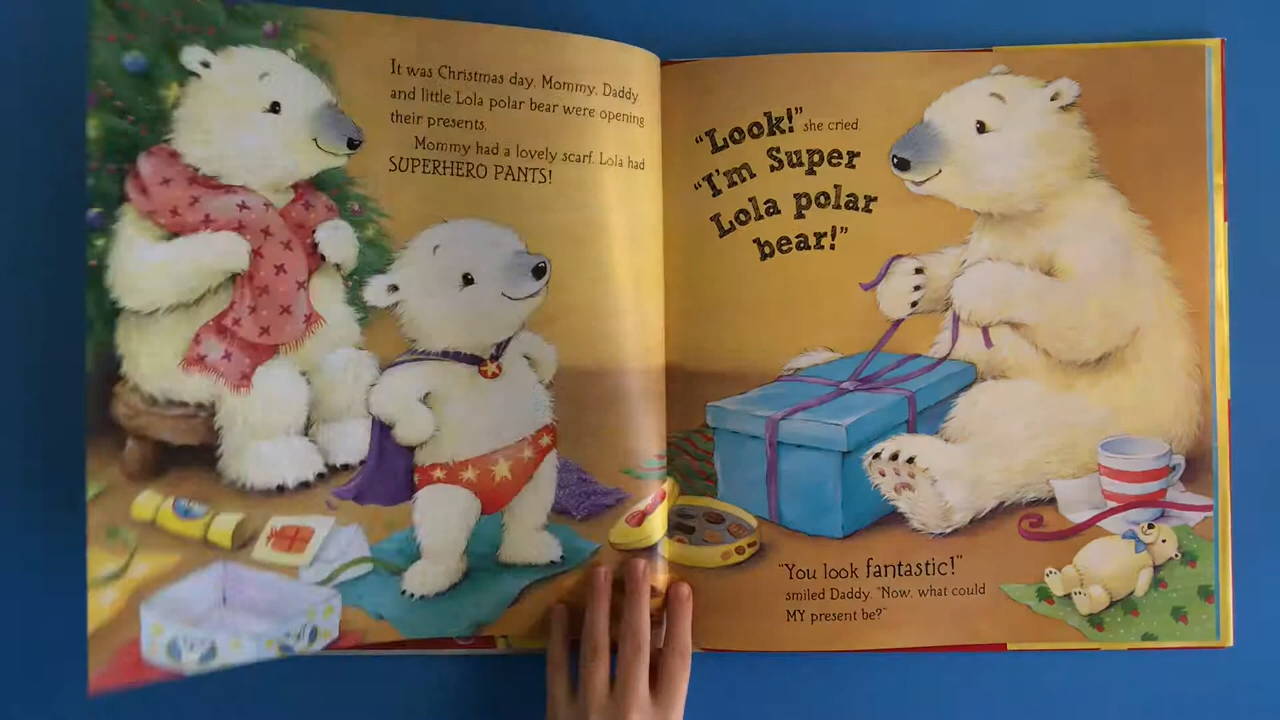 It was Christmas day. Mommy, Daddy
and little Lola polar bear were opening
their presents.
Mommy had a lovely scarf. Lola had
SUPERHERO PANTS!
“Look!” she cried.
“I'm Super
Lola polar
bear!”
“You look fantastic!”
smiled Daddy. “Now, what could
MY present be?”